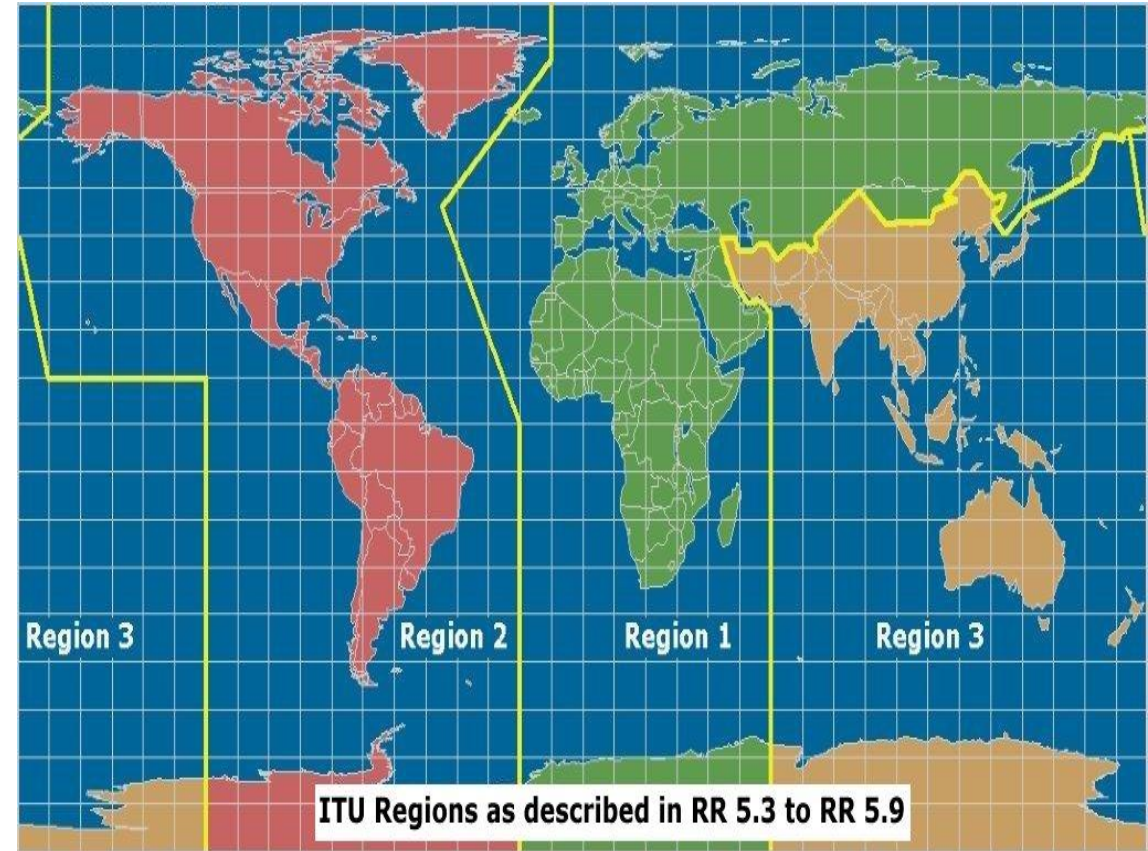 Region 3
Region 2
Region 1
Region 3
ITU Regions as described in RR 5.3 to RR 5.9